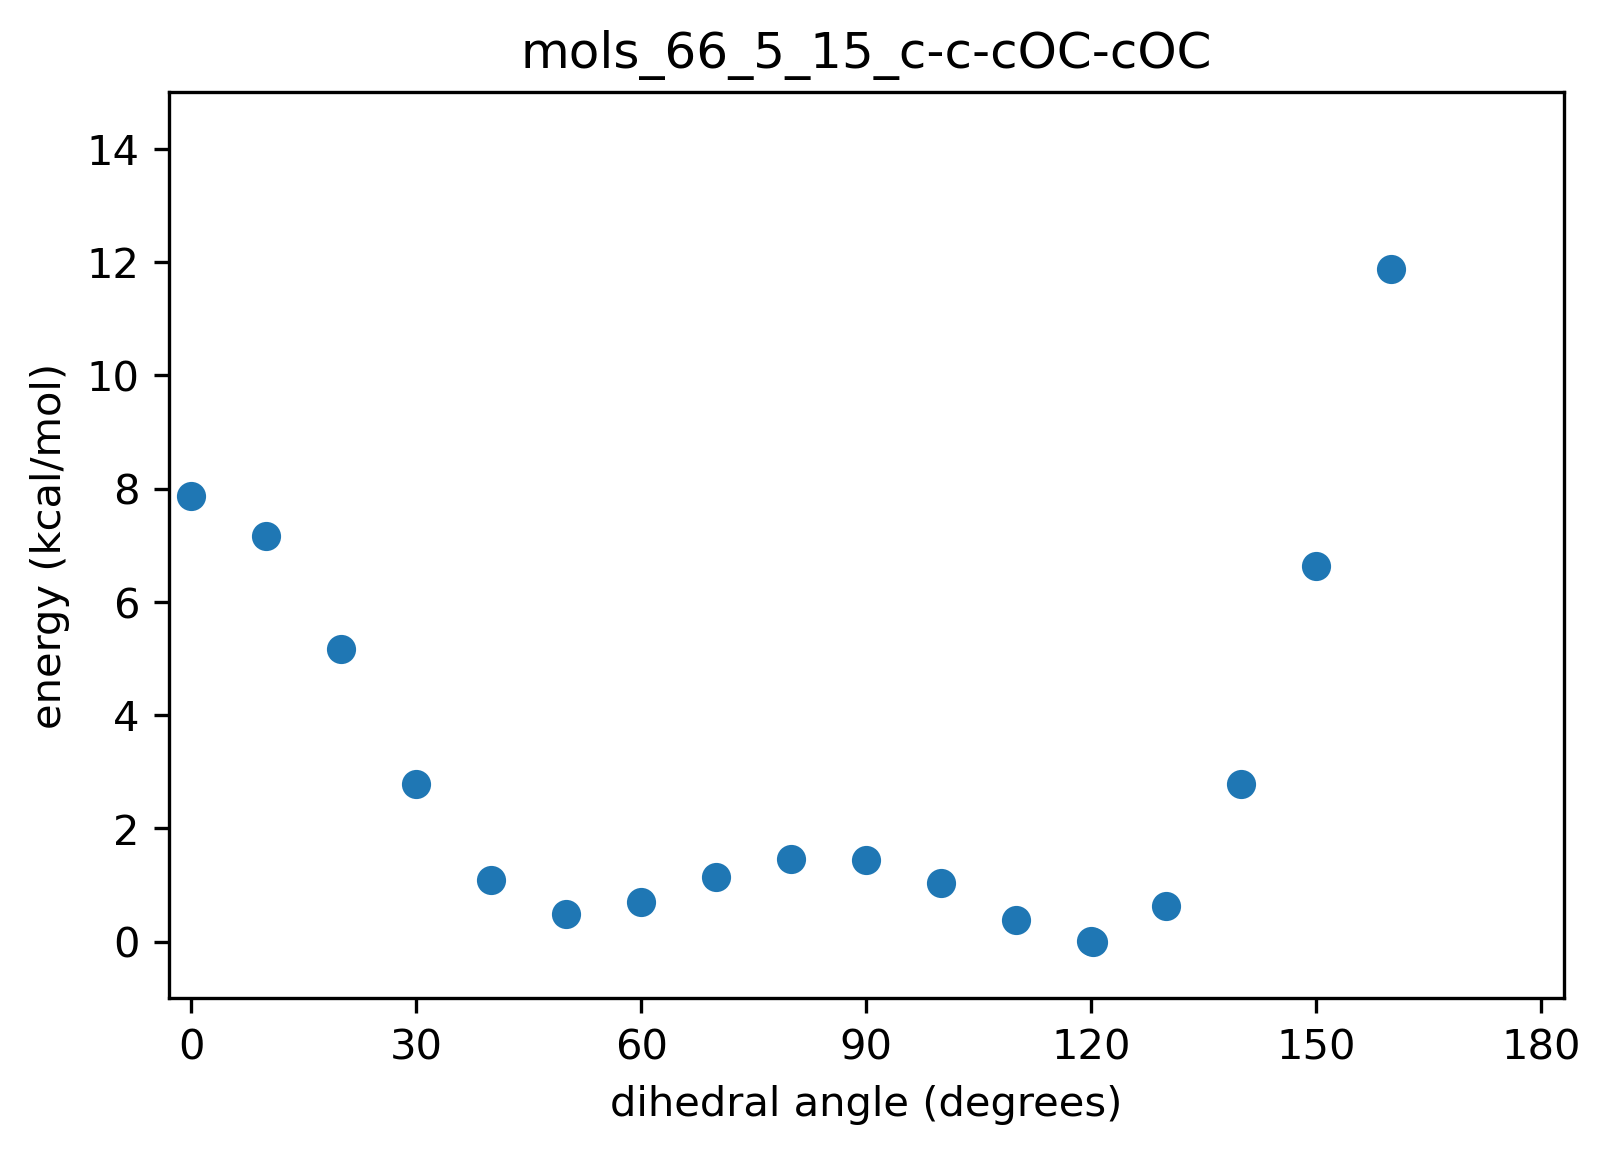 mols_66_5_15_c-c-cOC-cOC
14
12
10
8
6
4
2
0
energy (kcal/mol)
0 30 60 90 120 150 180
dihedral angle (degrees)